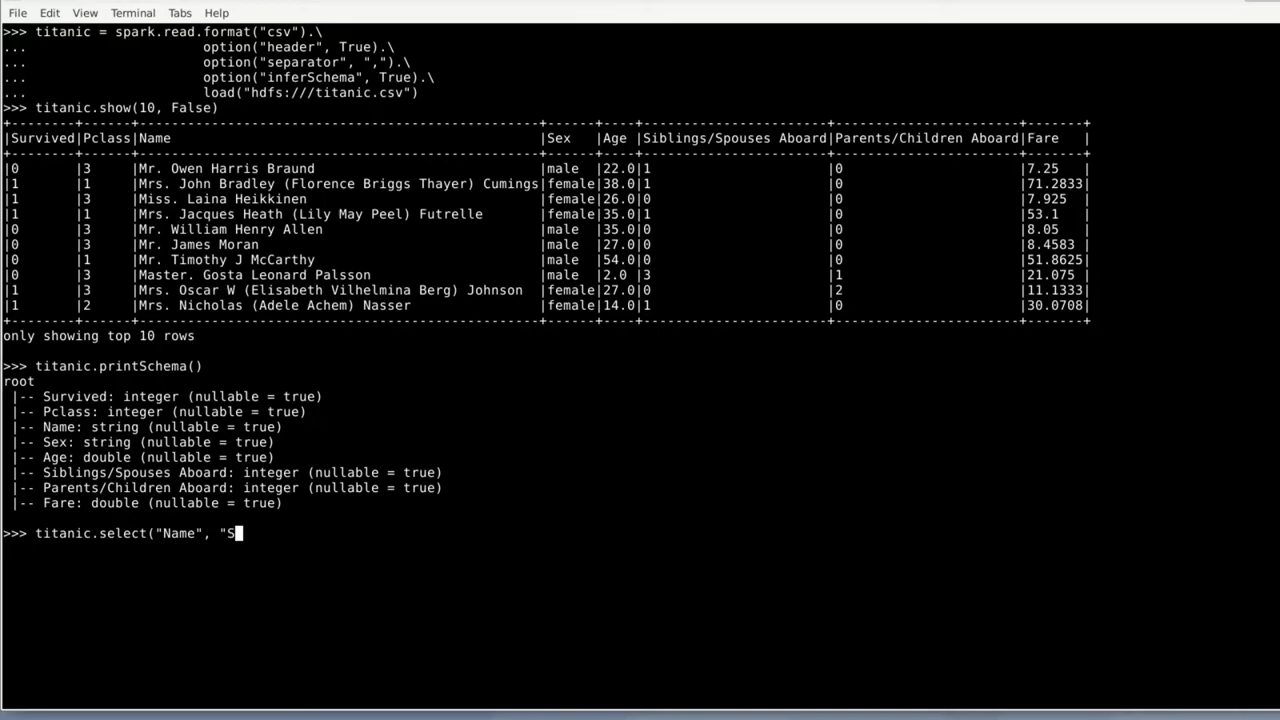 File Edit View Terminal Tabs Help
>>> titanic = spark.read.format("csv").\
...                      option("header", True).\
...                      option("separator", ",").\
...                      option("inferSchema", True).\
...                      load("hdfs:///titanic.csv")
>>> titanic.show(10, False)
+--------+------+---------------------------------------------------+------+----+-----------------------+-----------------------+-------+
|Survived|Pclass|Name                                               |Sex   |Age |Siblings/Spouses Aboard|Parents/Children Aboard|Fare   |
+--------+------+---------------------------------------------------+------+----+-----------------------+-----------------------+-------+
|0       |3     |Mr. Owen Harris Braund                             |male  |22.0|1                      |0                      |7.25   |
|1       |1     |Mrs. John Bradley (Florence Briggs Thayer) Cumings|female|38.0|1                      |0                      |71.2833|
|1       |3     |Miss. Laina Heikkinen                              |female|26.0|0                      |0                      |7.925  |
|1       |1     |Mrs. Jacques Heath (Lily May Peel) Futrelle        |female|35.0|1                      |0                      |53.1   |
|0       |3     |Mr. William Henry Allen                            |male  |35.0|0                      |0                      |8.05   |
|0       |3     |Mr. James Moran                                    |male  |27.0|0                      |0                      |8.4583 |
|0       |1     |Mr. Timothy J McCarthy                             |male  |54.0|0                      |0                      |51.8625|
|0       |3     |Master. Gosta Leonard Palsson                      |male  |2.0 |3                      |1                      |21.075 |
|1       |3     |Mrs. Oscar W (Elisabeth Vilhelmina Berg) Johnson   |female|27.0|0                      |2                      |11.1333|
|1       |2     |Mrs. Nicholas (Adele Achem) Nasser                 |female|14.0|1                      |0                      |30.0708|
+--------+------+---------------------------------------------------+------+----+-----------------------+-----------------------+-------+
only showing top 10 rows
>>> titanic.printSchema()
root
 |-- Survived: integer (nullable = true)
 |-- Pclass: integer (nullable = true)
 |-- Name: string (nullable = true)
 |-- Sex: string (nullable = true)
 |-- Age: double (nullable = true)
 |-- Siblings/Spouses Aboard: integer (nullable = true)
 |-- Parents/Children Aboard: integer (nullable = true)
 |-- Fare: double (nullable = true)
>>> titanic.select("Name", "S